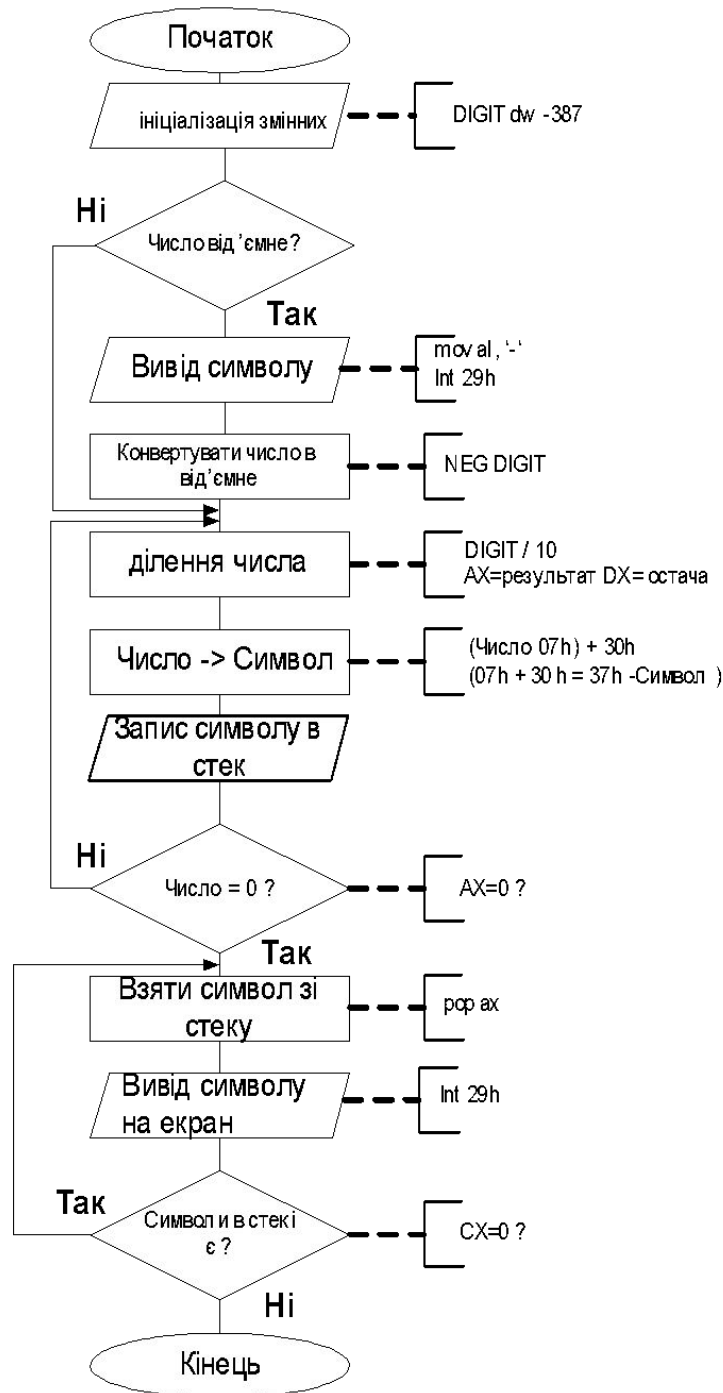 Початок
ініціалізація змінних
DIGIT dw -387
Ні
Число від'ємне?
Так
Вивід символу
mov al, '-'
Int 29h
Конвертувати число в
від'ємне
NEG DIGIT
ділення числа
DIGIT / 10
AX=результат DX=остача
Число -> Символ
(Число 07h) + 30h
(07h + 30h = 37h -Символ )
Запис символу в
стек
Ні
Число = 0 ?
AX=0 ?
Так
Взяти символ зі
стеку
pop ax
Вивід символу
на екран
Int 29h
Так
Символи в стекі
є ?
CX=0 ?
Ні
Кінець